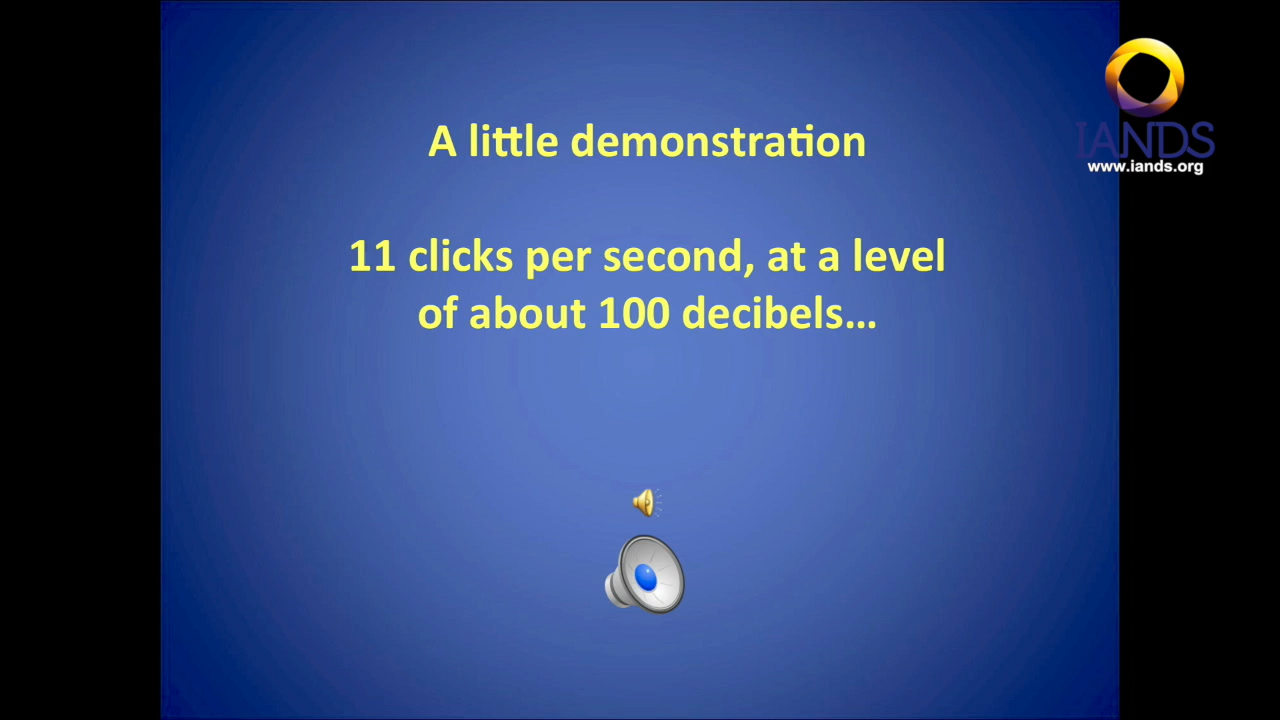 A little demonstration
11 clicks per second, at a level
of about 100 decibels...
IANDS
www.iands.org